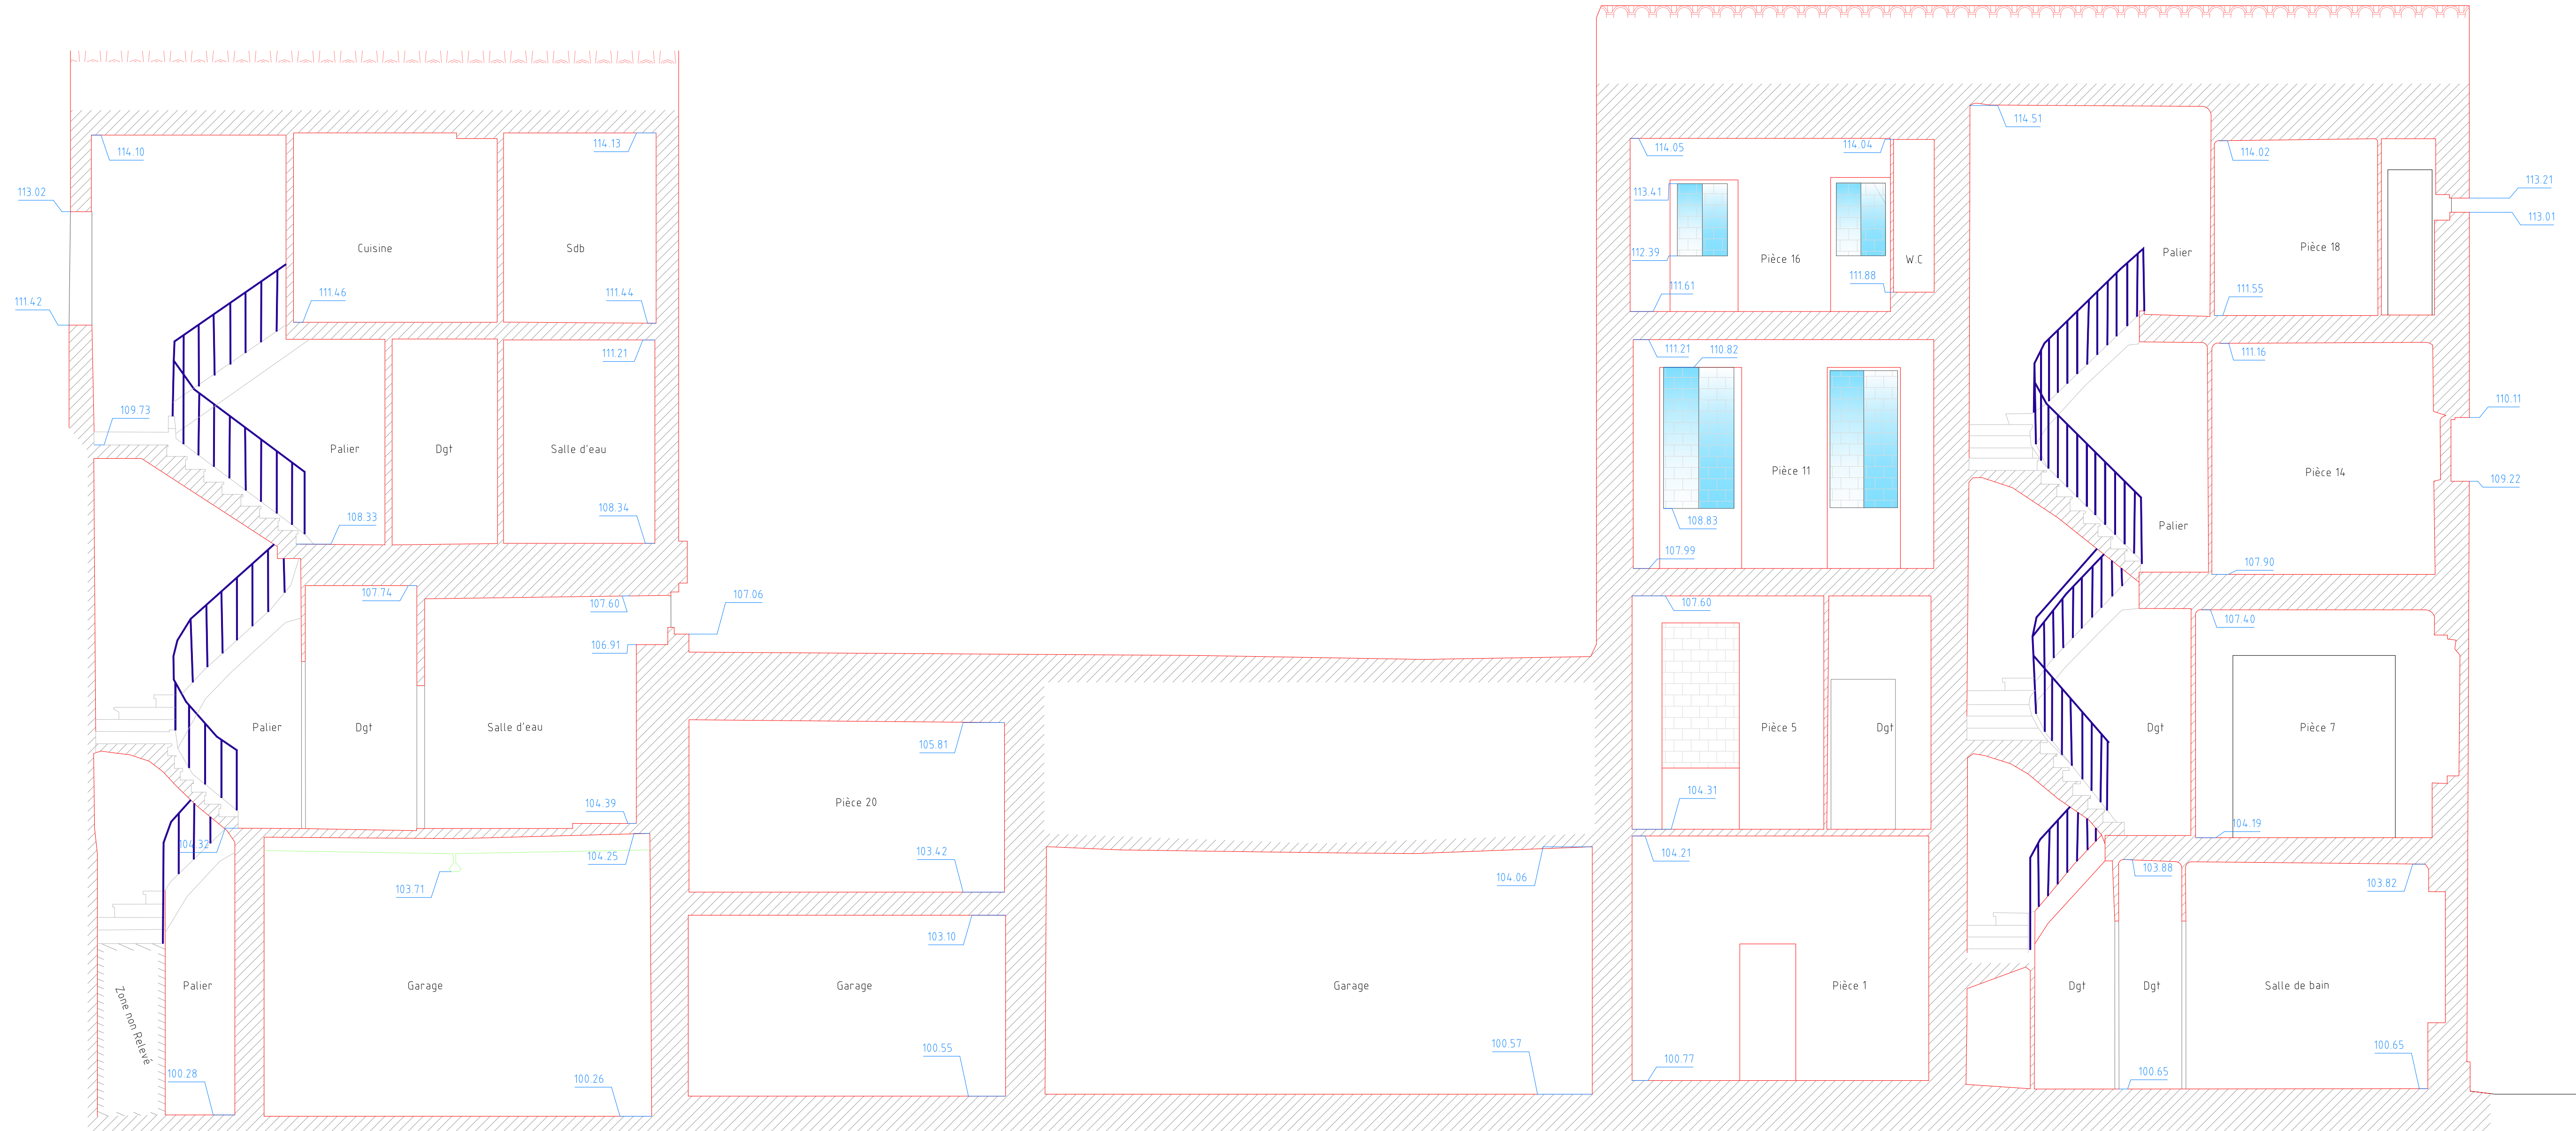 114.10
114.13
113.02
Cuisine
Sdb
111.42
111.46
111.44
109.73
111.21
Palier
Dgt
Salle d'eau
108.33
108.34
107.74
107.60
107.06
106.91
Palier
Dgt
Salle d'eau
104.39
104.32
104.25
103.71
Zone non Relevé
Palier
Garage
100.28
100.26
105.81
Pièce 20
103.42
103.10
Garage
100.55
104.06
Garage
100.57
114.05
114.04
113.41
112.39
Pièce 16
W.C
111.88
111.61
111.21
110.82
Pièce 11
108.83
107.99
107.60
Pièce 5
Dgt
104.31
104.21
Pièce 1
100.77
114.51
114.02
113.21
113.01
Palier
Pièce 18
111.55
111.16
110.11
Pièce 14
109.22
Palier
107.90
107.40
Dgt
Pièce 7
104.19
103.88
103.82
Dgt
Dgt
Salle de bain
100.65
100.65